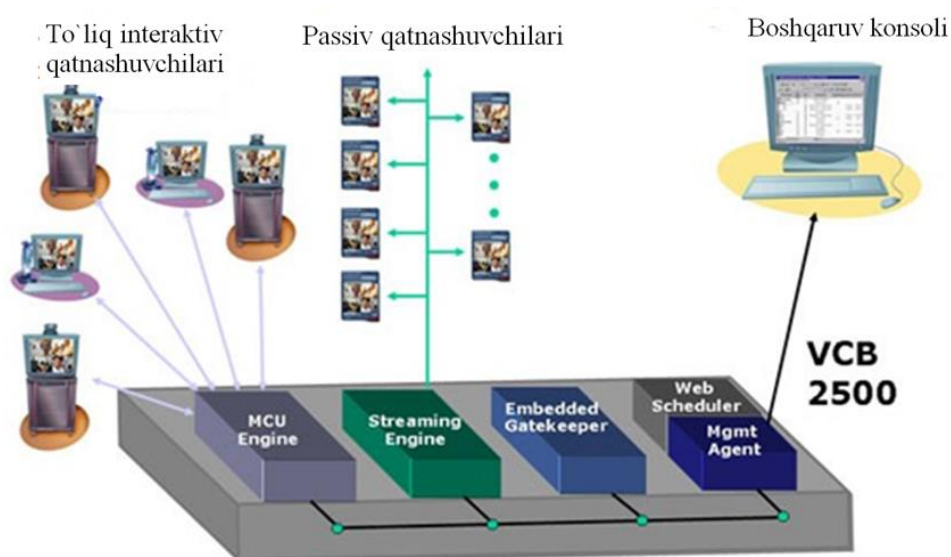 To`liq interaktiv
qatnashuvchilari
Passiv qatnashuvchilari
Boshqaruv konsoli
VCB
2500
MCU
Engine
Streaming
Engine
Embedded
Gatekeeper
Web
Scheduler
Mgmt
Agent